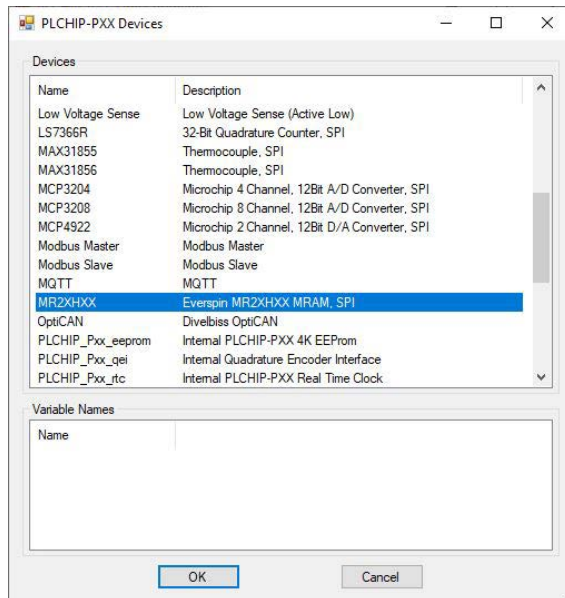 PLCHIP-PXX Devices
Devices
Name Description
Low Voltage Sense Low Voltage Sense (Active Low)
LS7366R 32-Bit Quadrature Counter, SPI
MAX31855 Thermocouple, SPI
MAX31856 Thermocouple, SPI
MCP3204 Microchip 4 Channel, 12Bit A/D Converter, SPI
MCP3208 Microchip 8 Channel, 12Bit A/D Converter, SPI
MCP4922 Microchip 2 Channel, 12Bit D/A Converter, SPI
Modbus Master Modbus Master
Modbus Slave Modbus Slave
MQTT MQTT
MR2XHXX Everspin MR2XHXX MRAM, SPI
OptiCAN Divelbiss OptiCAN
PLCHIP_Pxx_eeprom Internal PLCHIP-PXX 4K EEProm
PLCHIP_Pxx_qei Internal Quadrature Encoder Interface
PLCHIP_Pxx_rtc Internal PLCHIP-PXX Real Time Clock
Variable Names
Name
OK Cancel